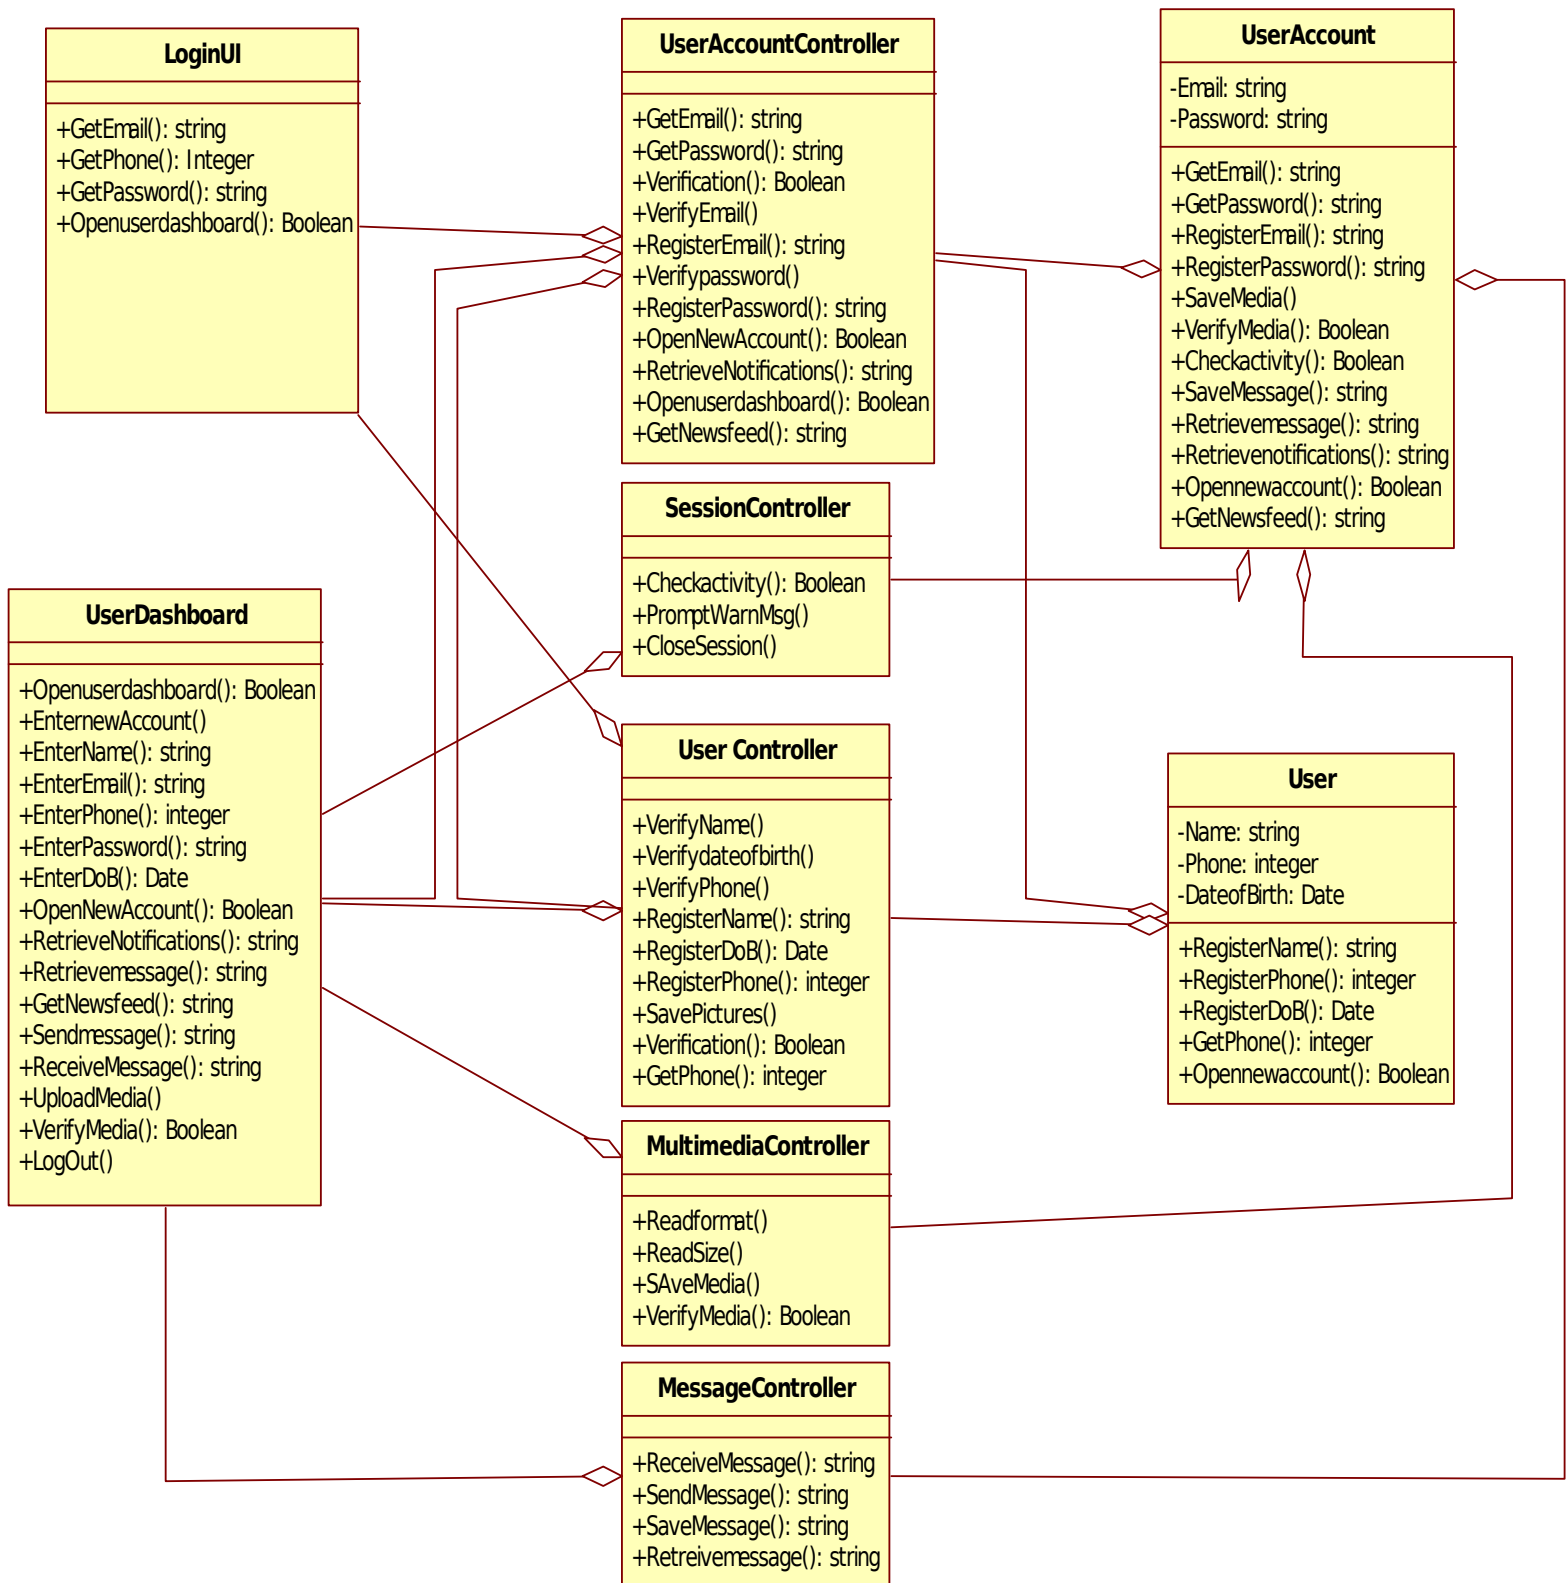 LoginUI
+GetEmail(): string
+GetPhone(): Integer
+GetPassword(): string
+Openuserdashboard(): Boolean
UserAccountController
+GetEmail(): string
+GetPassword(): string
+Verification(): Boolean
+VerifyEmail()
+RegisterEmail(): string
+Verifypassword()
+RegisterPassword(): string
+OpenNewAccount(): Boolean
+RetrieveNotifications(): string
+Openuserdashboard(): Boolean
+GetNewsfeed(): string
UserAccount
-Email: string
-Password: string
+GetEmail(): string
+GetPassword(): string
+RegisterEmail(): string
+RegisterPassword(): string
+SaveMedia()
+VerifyMedia(): Boolean
+Checkactivity(): Boolean
+SaveMessage(): string
+Retrievemessage(): string
+Retrievenotifications(): string
+Opennewaccount(): Boolean
+GetNewsfeed(): string
SessionController
+Checkactivity(): Boolean
+PromptWarnMsg()
+CloseSession()
UserDashboard
+Openuserdashboard(): Boolean
+EnternewAccount()
+EnterName(): string
+EnterEmail(): string
+EnterPhone(): integer
+EnterPassword(): string
+EnterDoB(): Date
+OpenNewAccount(): Boolean
+RetrieveNotifications(): string
+Retrievemessage(): string
+GetNewsfeed(): string
+Sendmessage(): string
+ReceiveMessage(): string
+UploadMedia()
+VerifyMedia(): Boolean
+LogOut()
User Controller
+VerifyName()
+Verifydateofbirth()
+VerifyPhone()
+RegisterName(): string
+RegisterDoB(): Date
+RegisterPhone(): integer
+SavePictures()
+Verification(): Boolean
+GetPhone(): integer
User
-Name: string
-Phone: integer
-DateofBirth: Date
+RegisterName(): string
+RegisterPhone(): integer
+RegisterDoB(): Date
+GetPhone(): integer
+Opennewaccount(): Boolean
MultimediaController
+Readformat()
+ReadSize()
+SAveMedia()
+VerifyMedia(): Boolean
MessageController
+ReceiveMessage(): string
+SendMessage(): string
+SaveMessage(): string
+Retreivemessage(): string